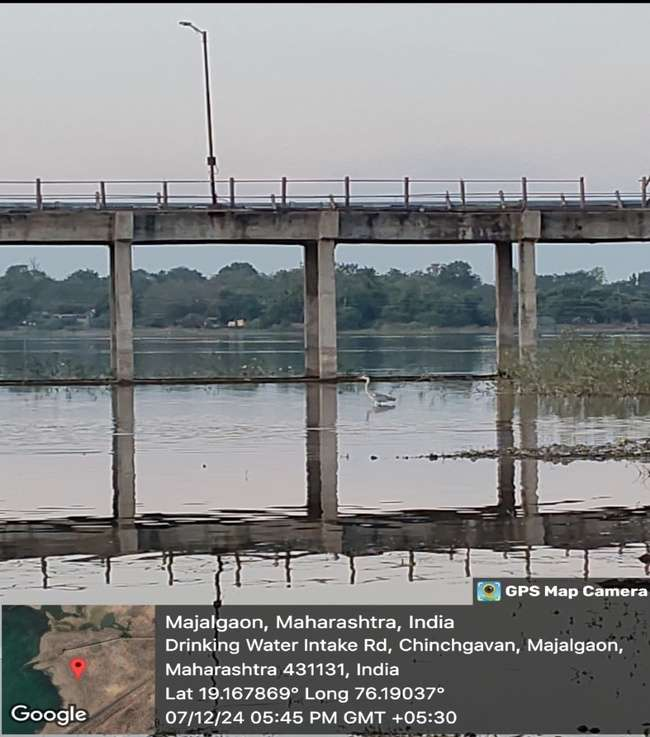 GPS Map Camera
Majalgaon, Maharashtra, India
Drinking Water Intake Rd, Chinchgavan, Majalgaon,
Maharashtra 431131, India
Lat 19.167869° Long 76.19037°
07/12/24 05:45 PM GMT +05:30
Google